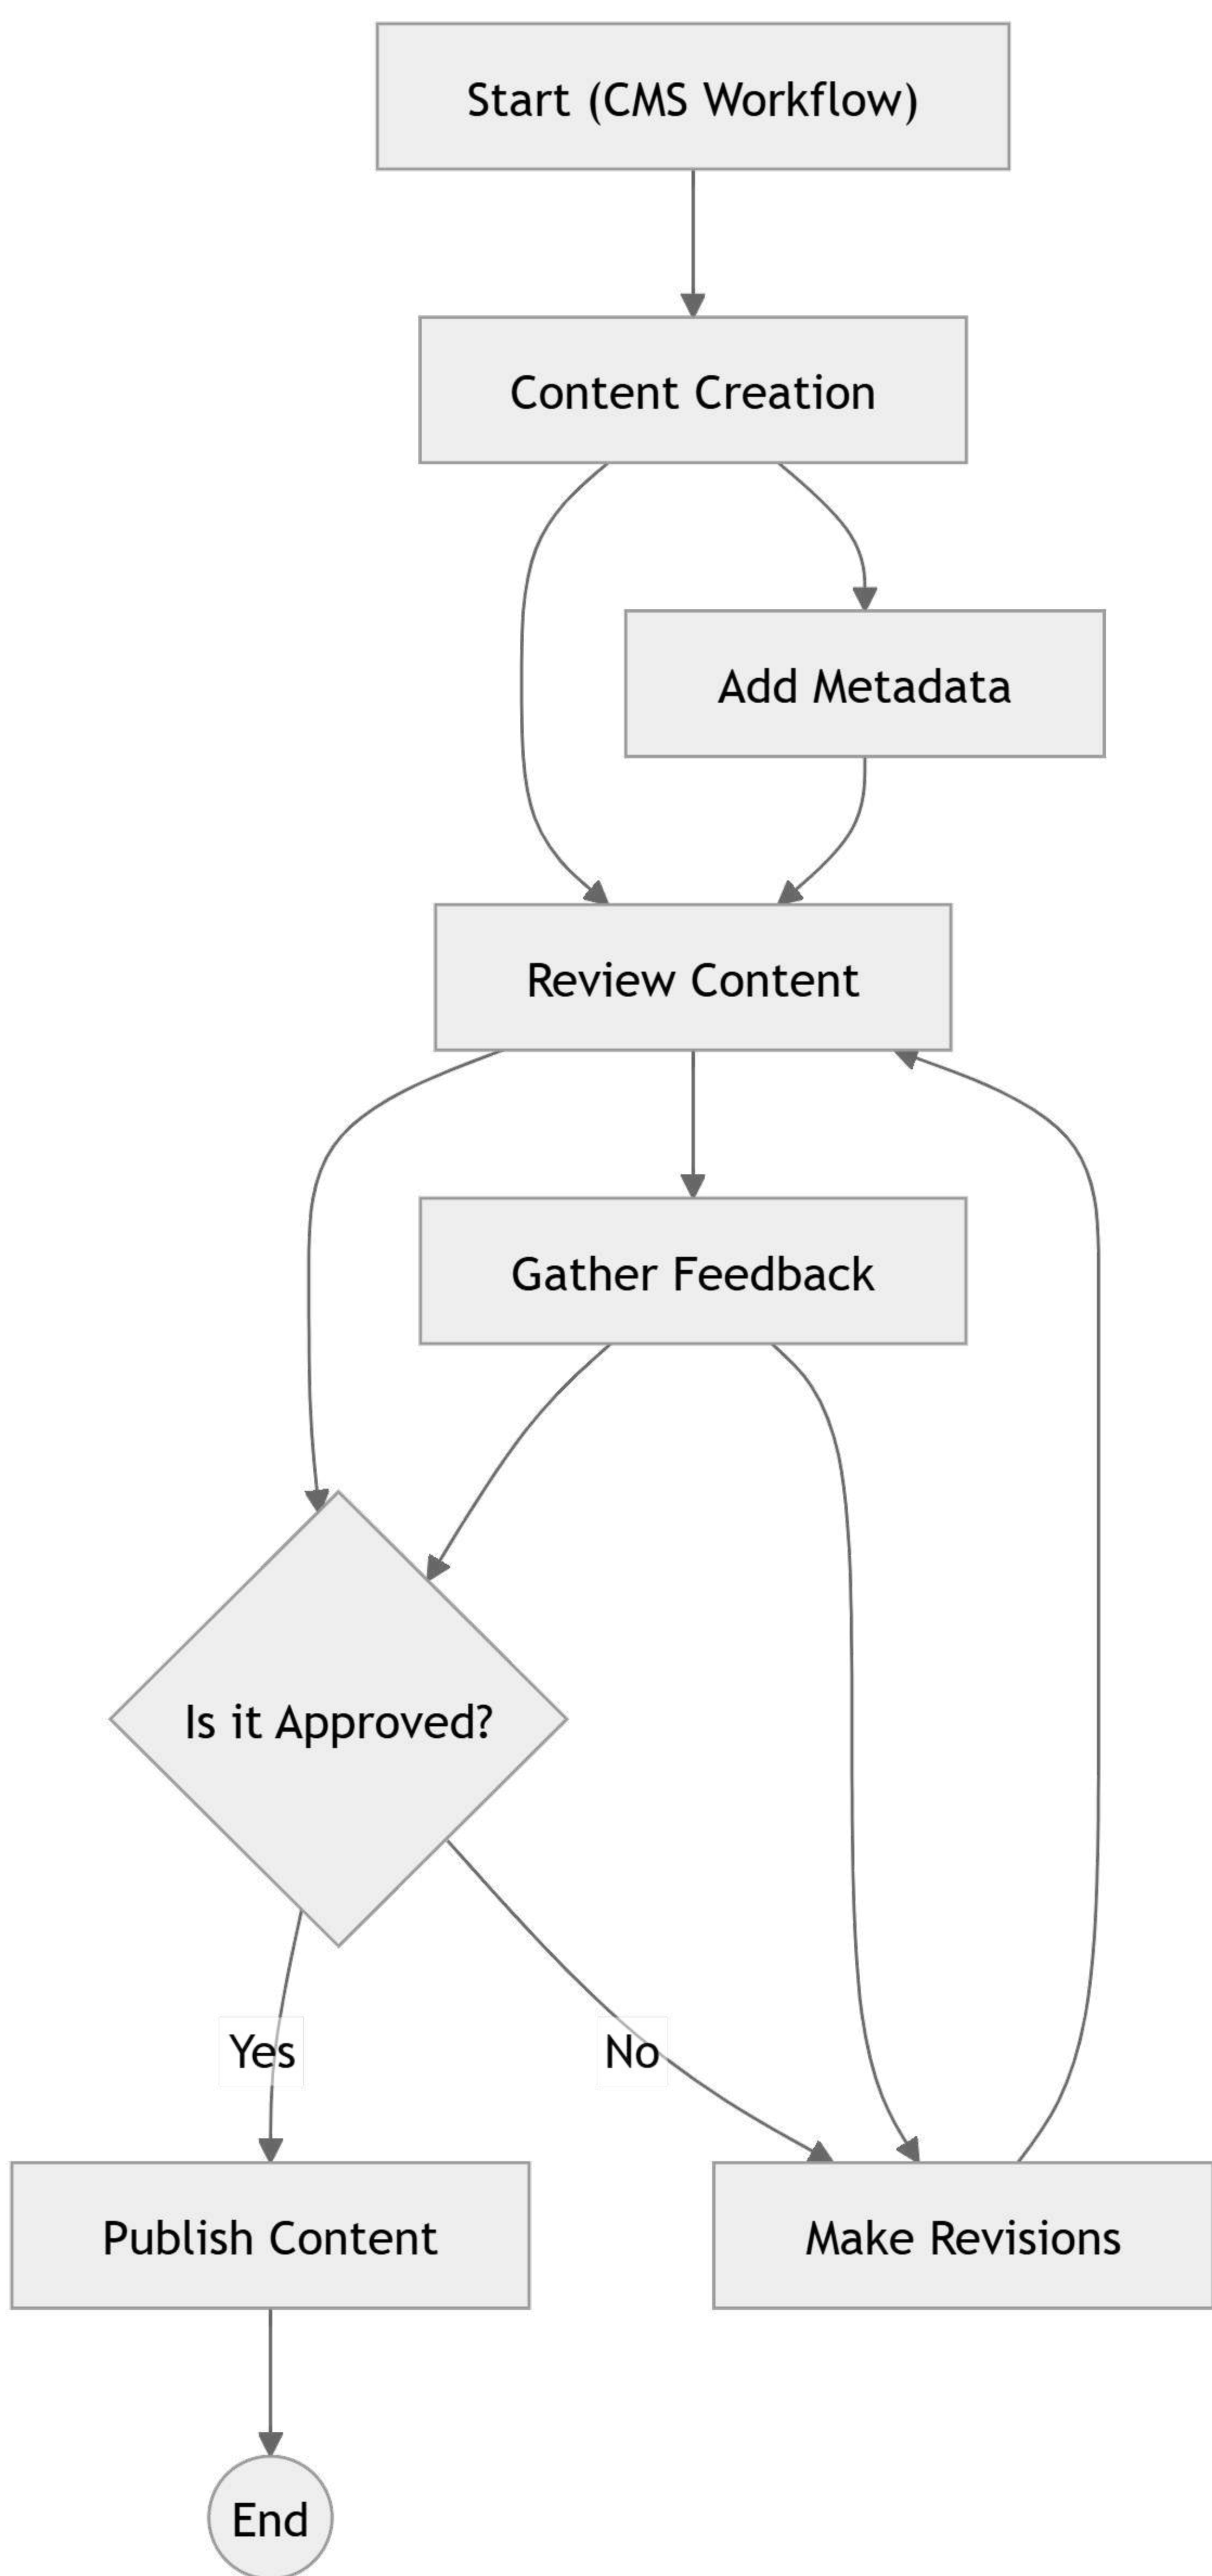 Start (CMS Workflow)
Content Creation
Add Metadata
Review Content
Gather Feedback
Is it Approved?
Yes
No
Publish Content
Make Revisions
End